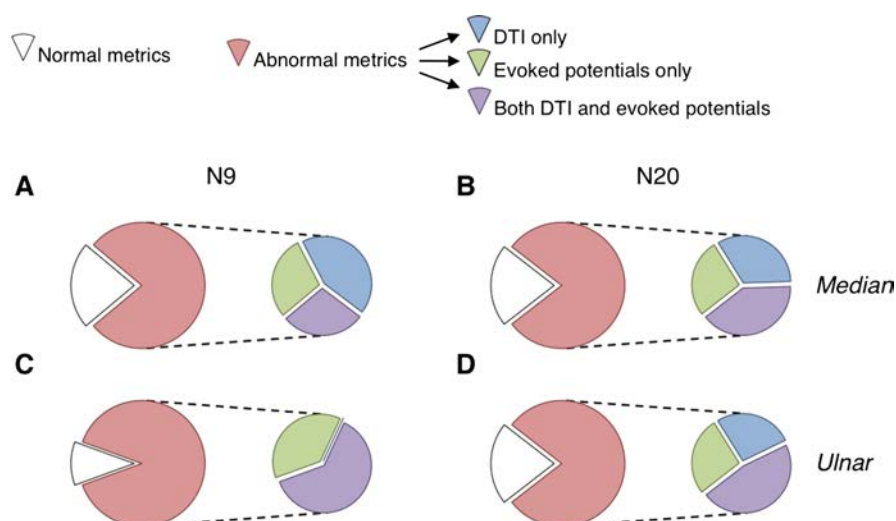 Normal metrics
Abnormal metrics
DTI only
Evoked potentials only
Both DTI and evoked potentials
A
N9
B
N20
Median
C
D
Ulnar